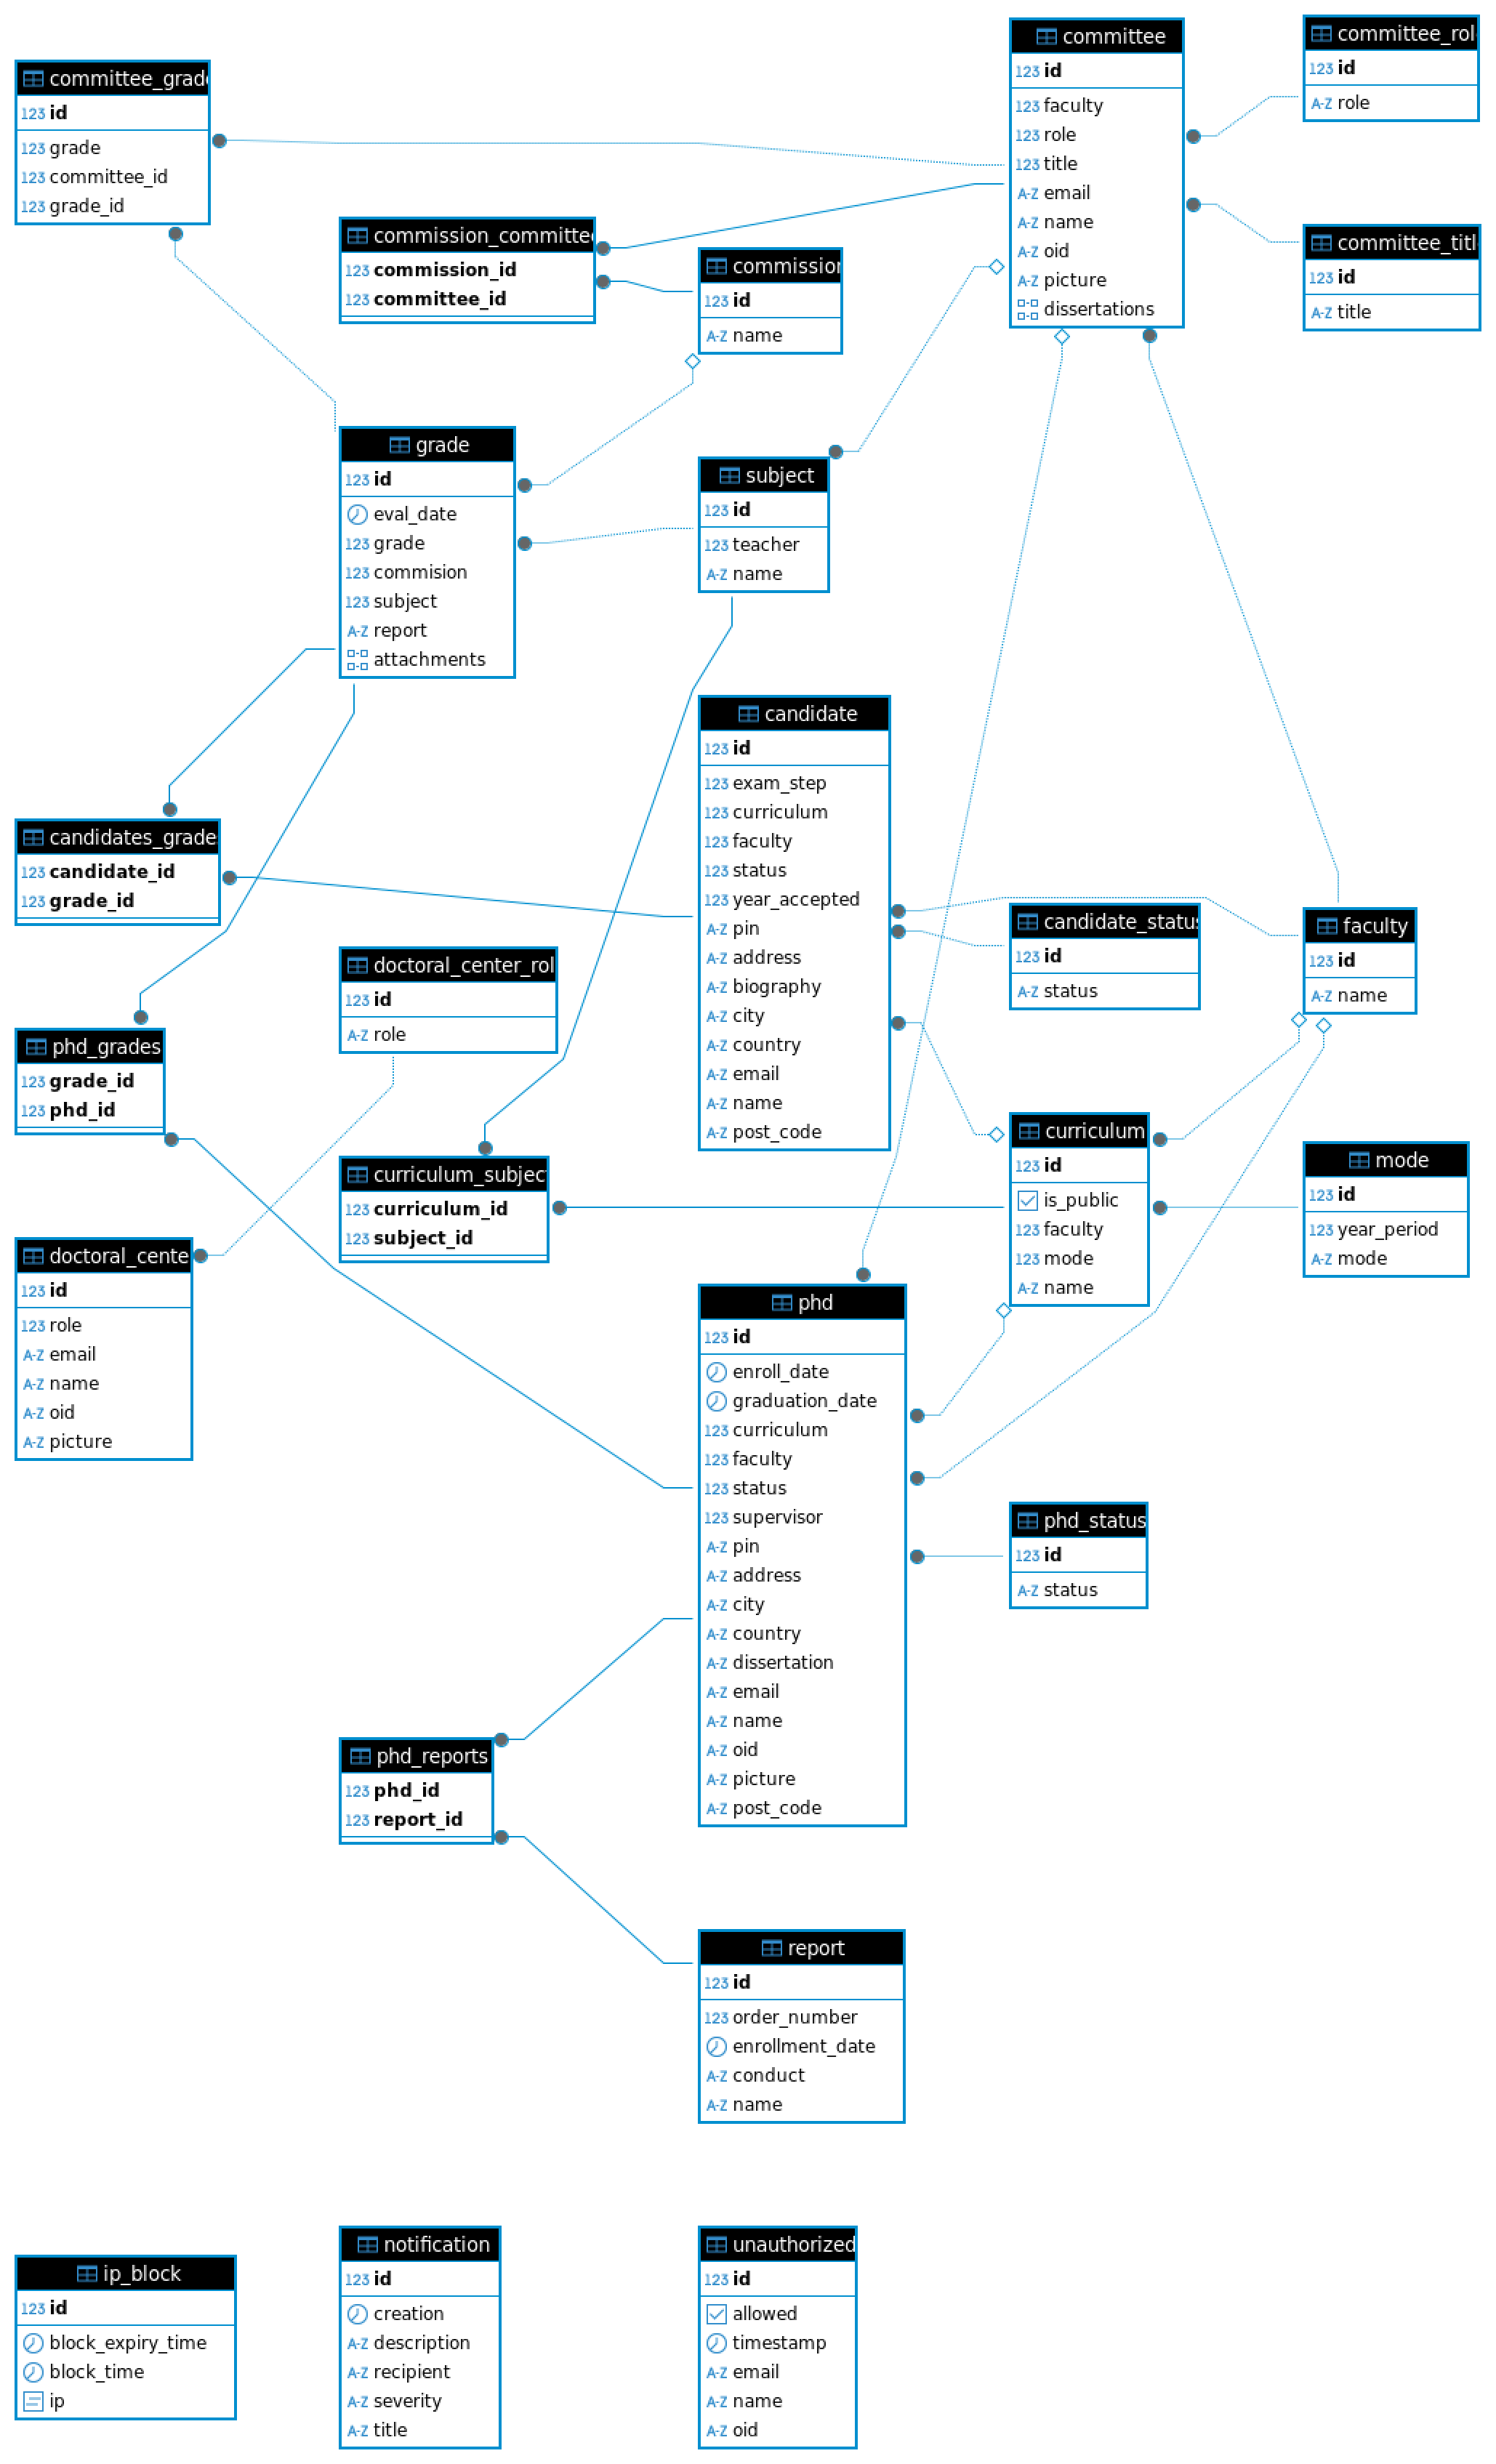 committee_grad
123 id
123 grade
123 committee_id
123 grade_id
commission_committe
123 commission_id
123 committee_id
commission
123 id
A-Z name
committee
123 id
123 faculty
123 role
123 title
A-Z email
A-Z name
A-Z oid
A-Z picture
dissertations
committee_rol
123 id
A-Z role
committee_titl
123 id
A-Z title
grade
123 id
eval_date
123 grade
123 commision
123 subject
A-Z report
attachments
subject
123 id
123 teacher
A-Z name
candidate
123 id
123 exam_step
123 curriculum
123 faculty
123 status
123 year_accepted
A-Z pin
A-Z address
A-Z biography
A-Z city
A-Z country
A-Z email
A-Z name
A-Z post_code
candidates_grade
123 candidate_id
123 grade_id
candidate_status
123 id
A-Z status
faculty
123 id
A-Z name
doctoral_center_rol
123 id
A-Z role
phd_grades
123 grade_id
123 phd_id
curriculum_subject
123 curriculum_id
123 subject_id
curriculum
123 id
is_public
123 faculty
123 mode
A-Z name
mode
123 id
123 year_period
A-Z mode
doctoral_cente
123 id
123 role
A-Z email
A-Z name
A-Z oid
A-Z picture
phd
123 id
enroll_date
graduation_date
123 curriculum
123 faculty
123 status
123 supervisor
A-Z pin
A-Z address
A-Z city
A-Z country
A-Z dissertation
A-Z email
A-Z name
A-Z oid
A-Z picture
A-Z post_code
phd_status
123 id
A-Z status
phd_reports
123 phd_id
123 report_id
report
123 id
123 order_number
enrollment_date
A-Z conduct
A-Z name
ip_block
123 id
block_expiry_time
block_time
ip
notification
123 id
creation
A-Z description
A-Z recipient
A-Z severity
A-Z title
unauthorized
123 id
allowed
timestamp
A-Z email
A-Z name
A-Z oid